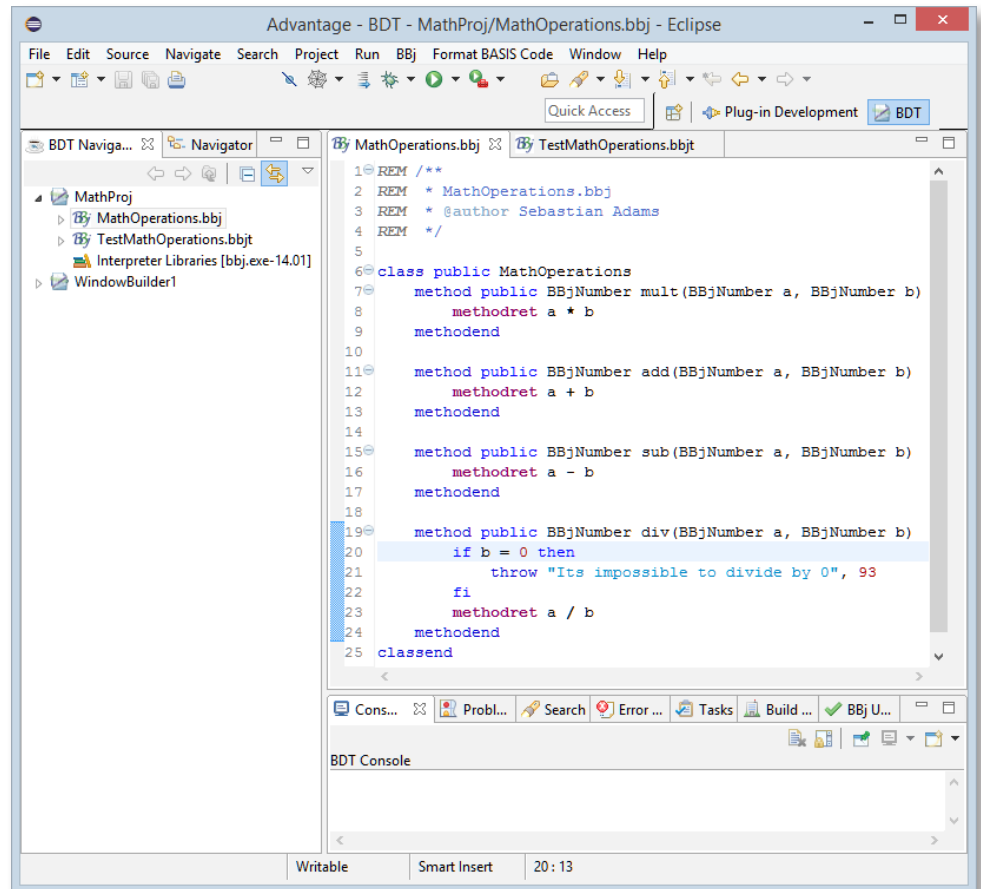 Advantage - BDT - MathProj/MathOperations.bbj - Eclipse
File Edit Source Navigate Search Project Run BBj Format BASIS Code Window Help
Quick Access Plug-in Development BDT
BDT Naviga... Navigator
MathProj
MathOperations.bbj
TestMathOperations.bbjt
Interpreter Libraries [bbj.exe-14.01]
WindowBuilder1
MathOperations.bbj TestMathOperations.bbjt
1 REM /**
2 REM * MathOperations.bbj
3 REM * @author Sebastian Adams
4 REM */
5
6 class public MathOperations
7 method public BBjNumber mult(BBjNumber a, BBjNumber b)
8 methodret a * b
9 methodend
10
11 method public BBjNumber add(BBjNumber a, BBjNumber b)
12 methodret a + b
13 methodend
14
15 method public BBjNumber sub(BBjNumber a, BBjNumber b)
16 methodret a - b
17 methodend
18
19 method public BBjNumber div(BBjNumber a, BBjNumber b)
20 if b = 0 then
21 throw "Its impossible to divide by 0", 93
22 fi
23 methodret a / b
24 methodend
25 classend
Cons... Probl... Search Error ... Tasks Build ... BBj U...
BDT Console
Writable Smart Insert 20 : 13